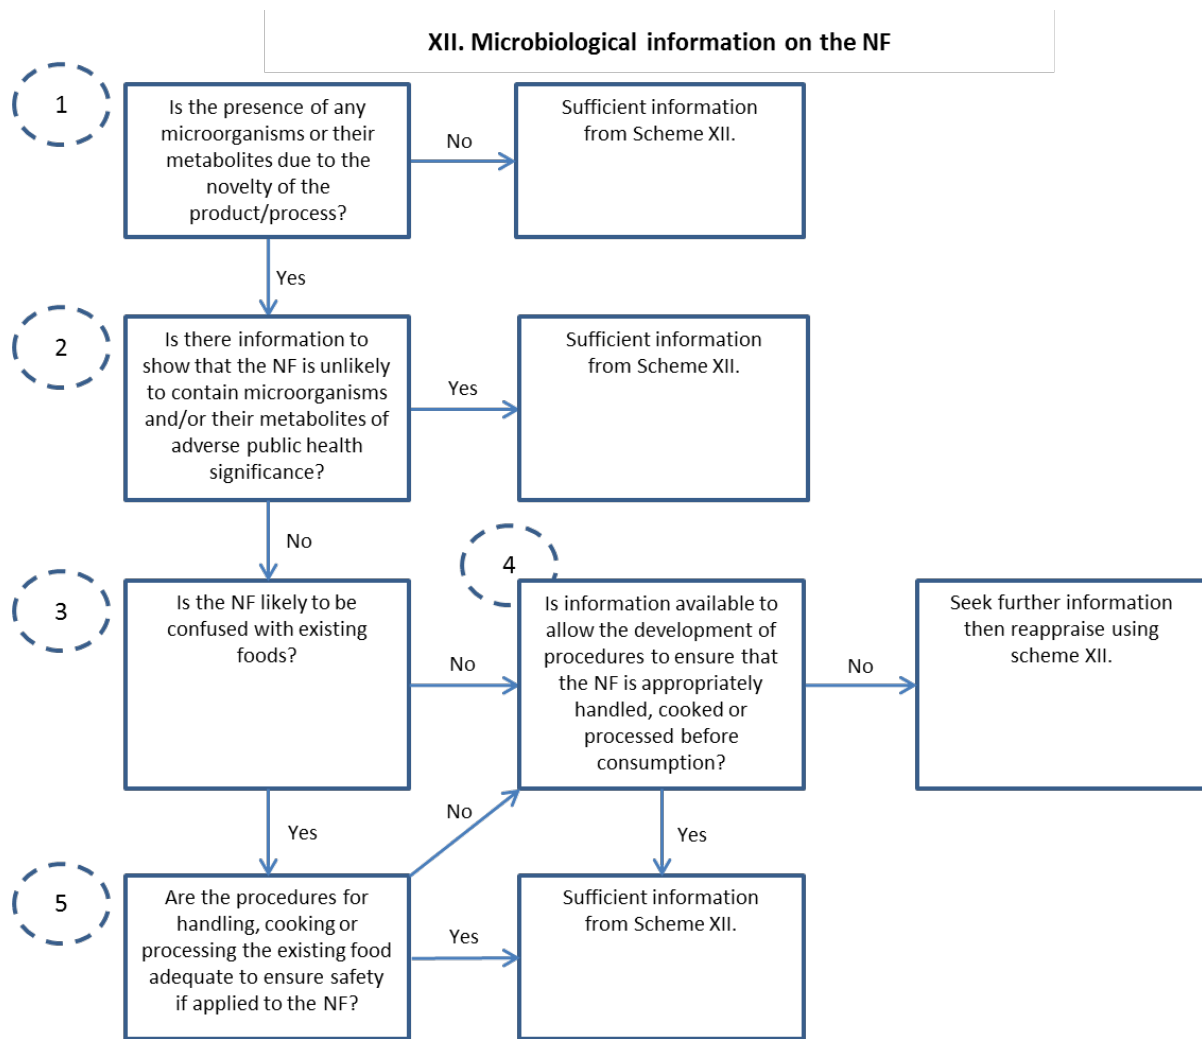 XII. Microbiological information on the NF
1
Is the presence of any
microorganisms or their
metabolites due to the
novelty of the
product/process?
No
Sufficient information
from Scheme XII.
Yes
2
Is there information to
show that the NF is unlikely
to contain microorganisms
and/or their metabolites of
adverse public health
significance?
Yes
Sufficient information
from Scheme XII.
No
3
Is the NF likely to be
confused with existing
foods?
No
4
Is information available to
allow the development of
procedures to ensure that
the NF is appropriately
handled, cooked or
processed before
consumption?
No
Seek further information
then reappraise using
scheme XII.
Yes
No
Yes
5
Are the procedures for
handling, cooking or
processing the existing food
adequate to ensure safety
if applied to the NF?
Yes
Sufficient information
from Scheme XII.